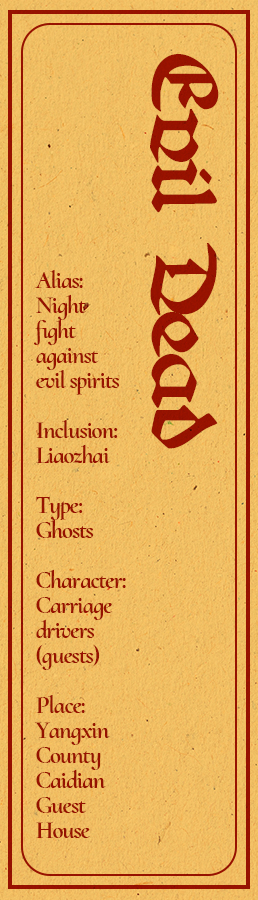 Evil Dead
Alias:
Night
fight
against
evil spirits
Inclusion:
Liaozhai
Type:
Ghosts
Character:
Carriage
drivers
(guests)
Place:
Yangxin
County
Caidian
Guest
House